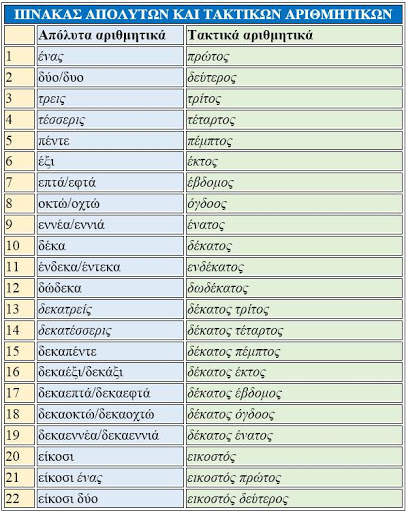 ΠΙΝΑΚΑΣ ΑΠΟΛΥΤΩΝ ΚΑΙ ΤΑΚΤΙΚΩΝ ΑΡΙΘΜΗΤΙΚΩΝ
Απόλυτα αριθμητικά Τακτικά αριθμητικά
1 ένας πρώτος
2 δύο/δυο δεύτερος
3 τρεις τρίτος
4 τέσσερις τέταρτος
5 πέντε πέμπτος
6 έξι έκτος
7 επτά/εφτά έβδομος
8 οκτώ/οχτώ όγδοος
9 εννέα/εννιά ένατος
10 δέκα δέκατος
11 ένδεκα/έντεκα ενδέκατος
12 δώδεκα δωδέκατος
13 δεκατρείς δέκατος τρίτος
14 δεκατέσσερις δέκατος τέταρτος
15 δεκαπέντε δέκατος πέμπτος
16 δεκαέξι/δεκάξι δέκατος έκτος
17 δεκαεπτά/δεκαεφτά δέκατος έβδομος
18 δεκαοκτώ/δεκαοχτώ δέκατος όγδοος
19 δεκαεννέα/δεκαεννιά δέκατος ένατος
20 είκοσι εικοστός
21 είκοσι ένας εικοστός πρώτος
22 είκοσι δύο εικοστός δεύτερος